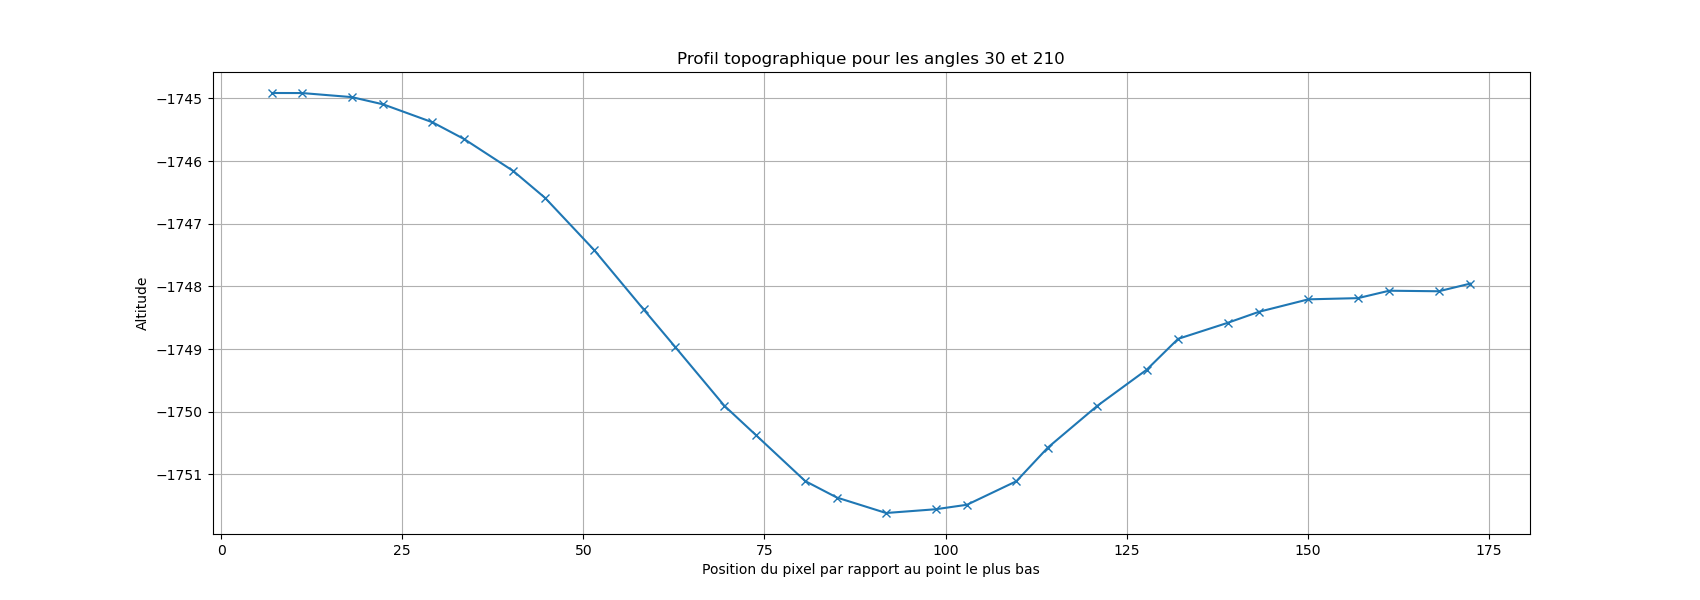 Profil topographique pour les angles 30 et 210
Altitude
−1745
−1746
−1747
−1748
−1749
−1750
−1751
0 25 50 75 100 125 150 175
Position du pixel par rapport au point le plus bas